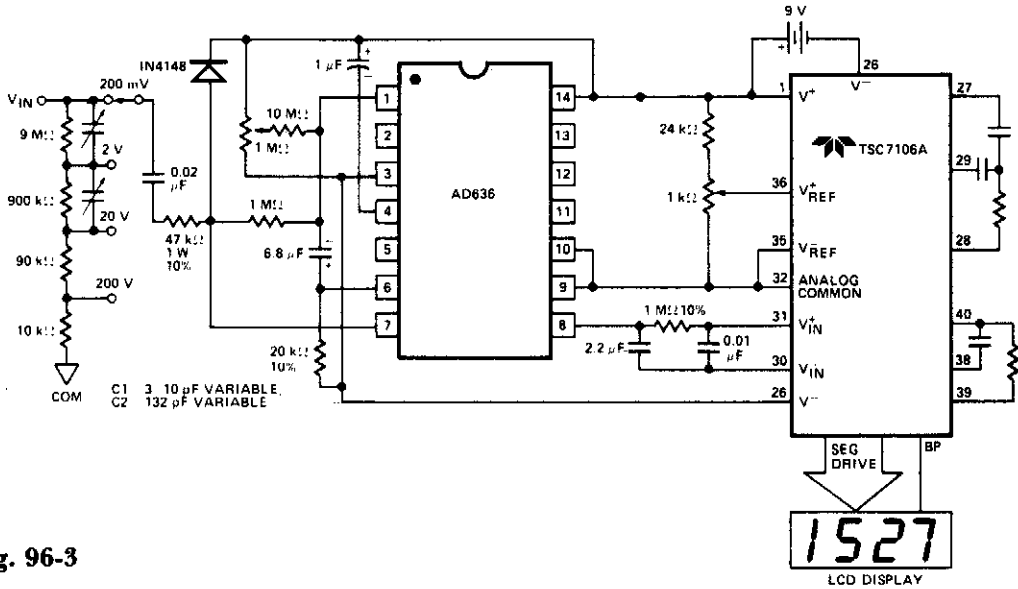 9 V
26
V⁻
IN4148
200 mV
1 µF
+
−
V IN
9 MΩ
2 V
900 kΩ
20 V
90 kΩ
200 V
10 kΩ
COM
0.02
µF
47 kΩ
1 W
10%
10 MΩ
1 MΩ
1 MΩ
6.8 µF
−
+
20 kΩ
10%
C1 3 10 pF VARIABLE
C2 132 pF VARIABLE
1
2
3
4
5
6
7
AD636
14
13
12
11
10
9
8
24 kΩ
1 kΩ
1 MΩ 10%
2.2 µF
0.01
µF
+
1 V⁺
TSC7106A
36 V⁺REF
35 V⁻REF
32 ANALOG
COMMON
31 V⁺IN
30 VIN
26 V⁻
27
29
28
40
38
39
SEG
DRIVE
BP
1527
LCD DISPLAY
g. 96-3